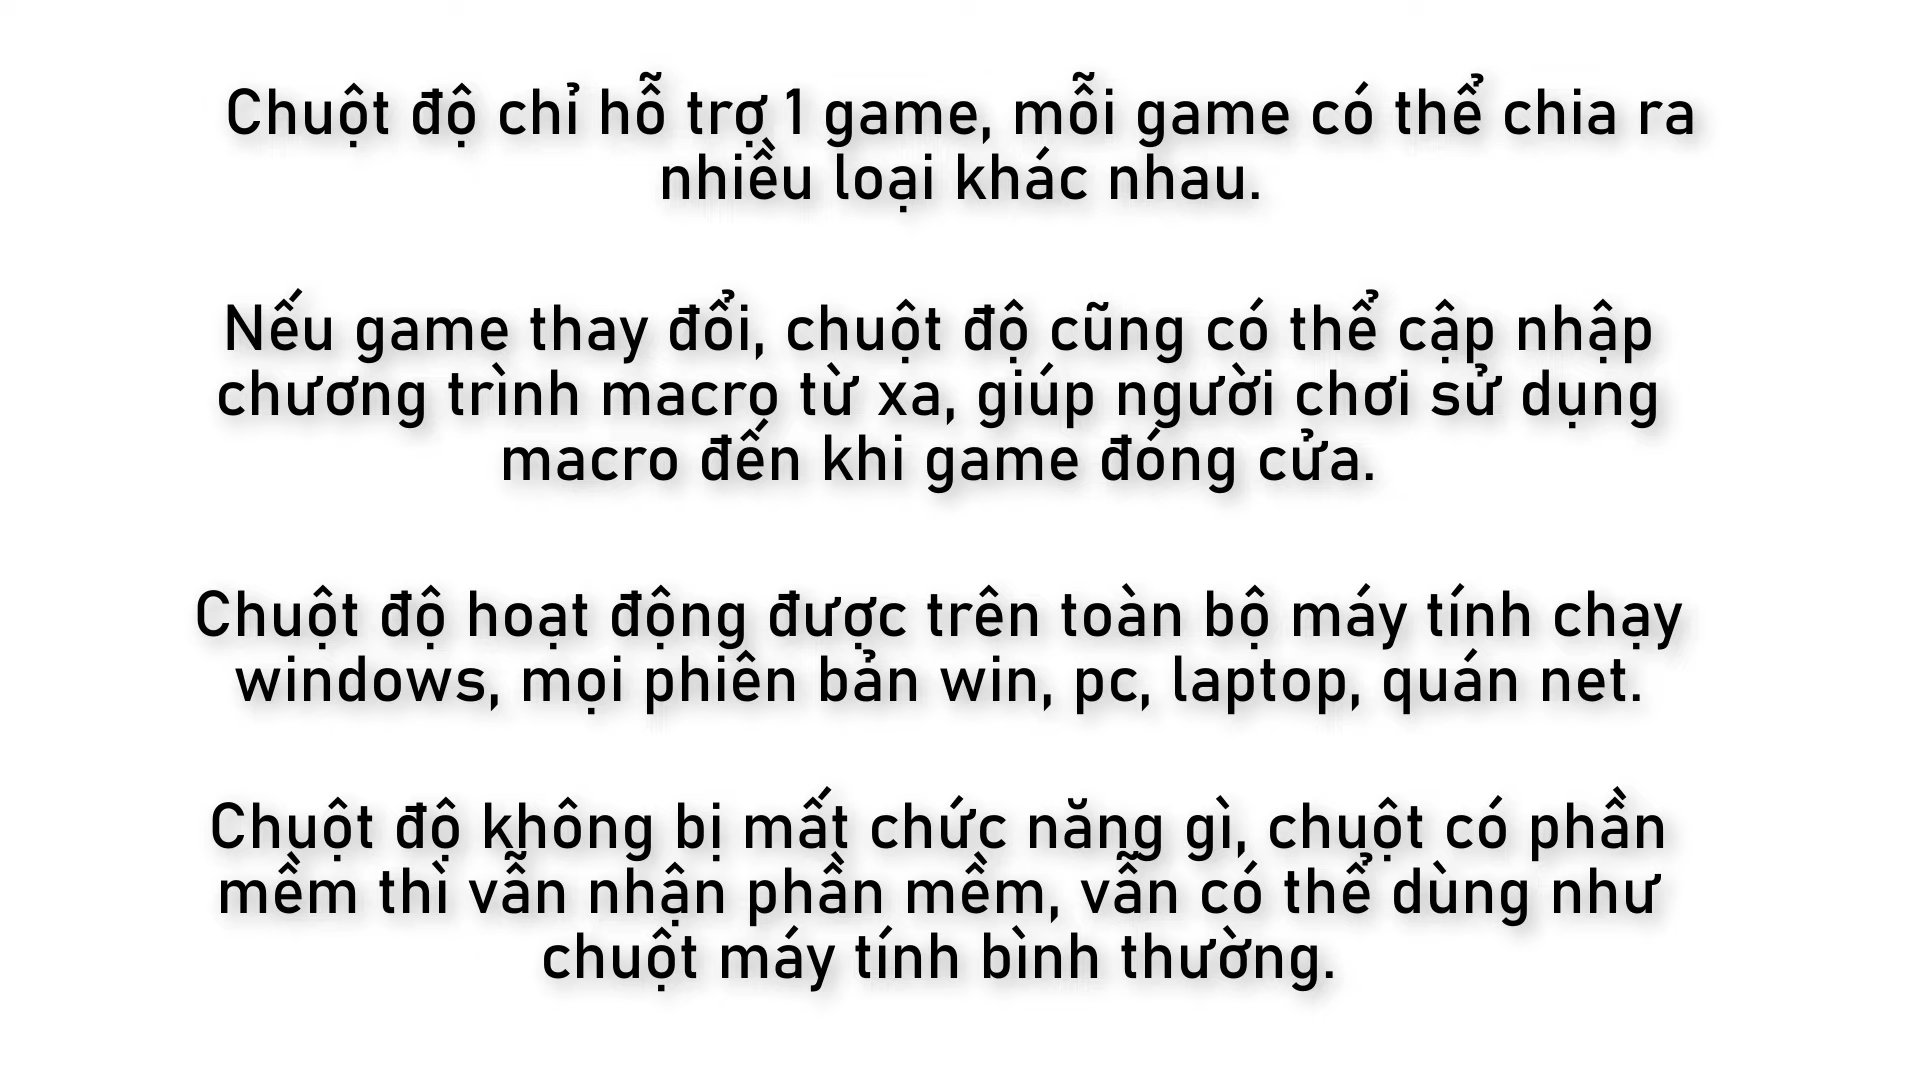 Chuột độ chỉ hỗ trợ 1 game, mỗi game có thể chia ra
nhiều loại khác nhau.
Nếu game thay đổi, chuột độ cũng có thể cập nhập
chương trình macro từ xa, giúp người chơi sử dụng
macro đến khi game đóng cửa.
Chuột độ hoạt động được trên toàn bộ máy tính chạy
windows, mọi phiên bản win, pc, laptop, quán net.
Chuột độ không bị mất chức năng gì, chuột có phần
mềm thì vẫn nhận phần mềm, vẫn có thể dùng như
chuột máy tính bình thường.